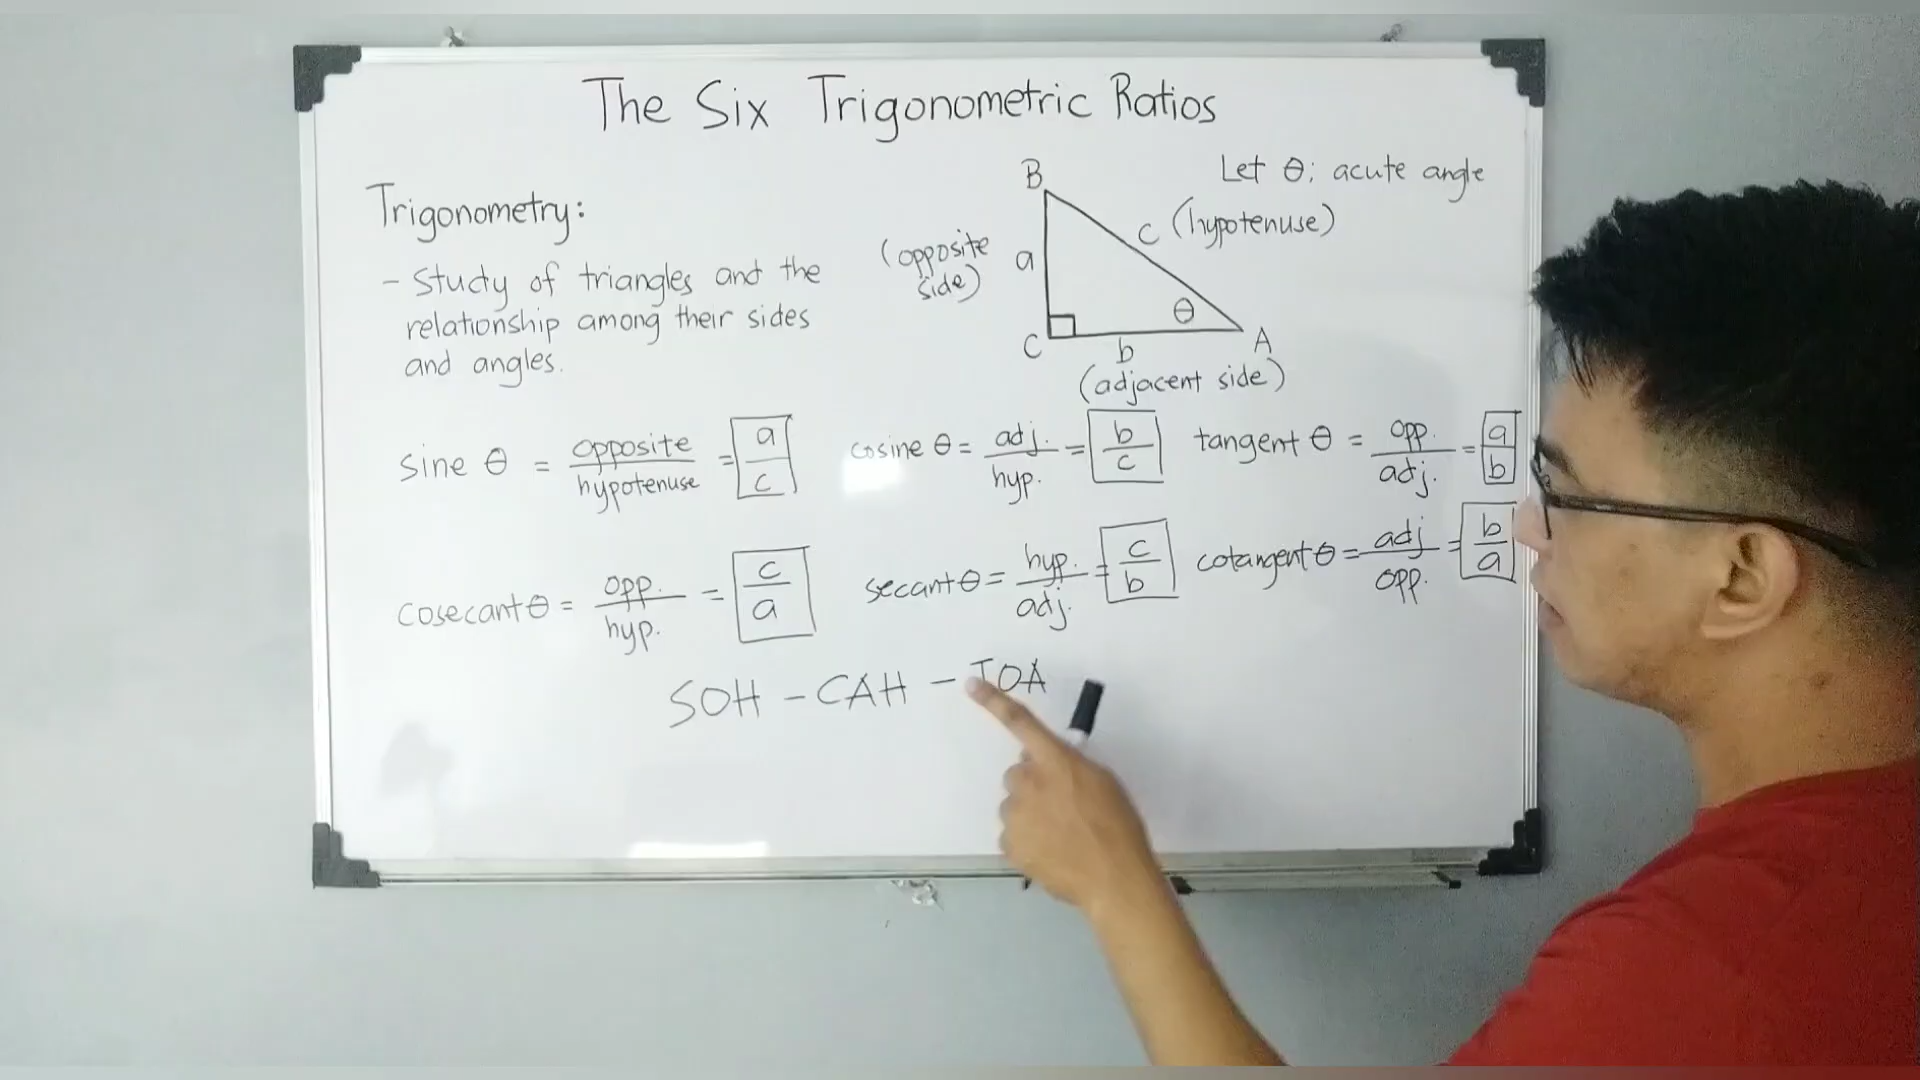 The Six Trigonometric Ratios
Trigonometry:
- Study of triangles and the
relationship among their sides
and angles.
Let θ: acute angle
B
c (hypotenuse)
(opposite
side)
a
θ
C
b
A
(adjacent side)
sine θ = opposite/hypotenuse = a/c
cosine θ = adj./hyp. = b/c
tangent θ = opp./adj. = a/b
cosecant θ = opp./hyp. = c/a
secant θ = hyp./adj. = c/b
cotangent θ = adj/opp. = b/a
SOH - CAH - TOA